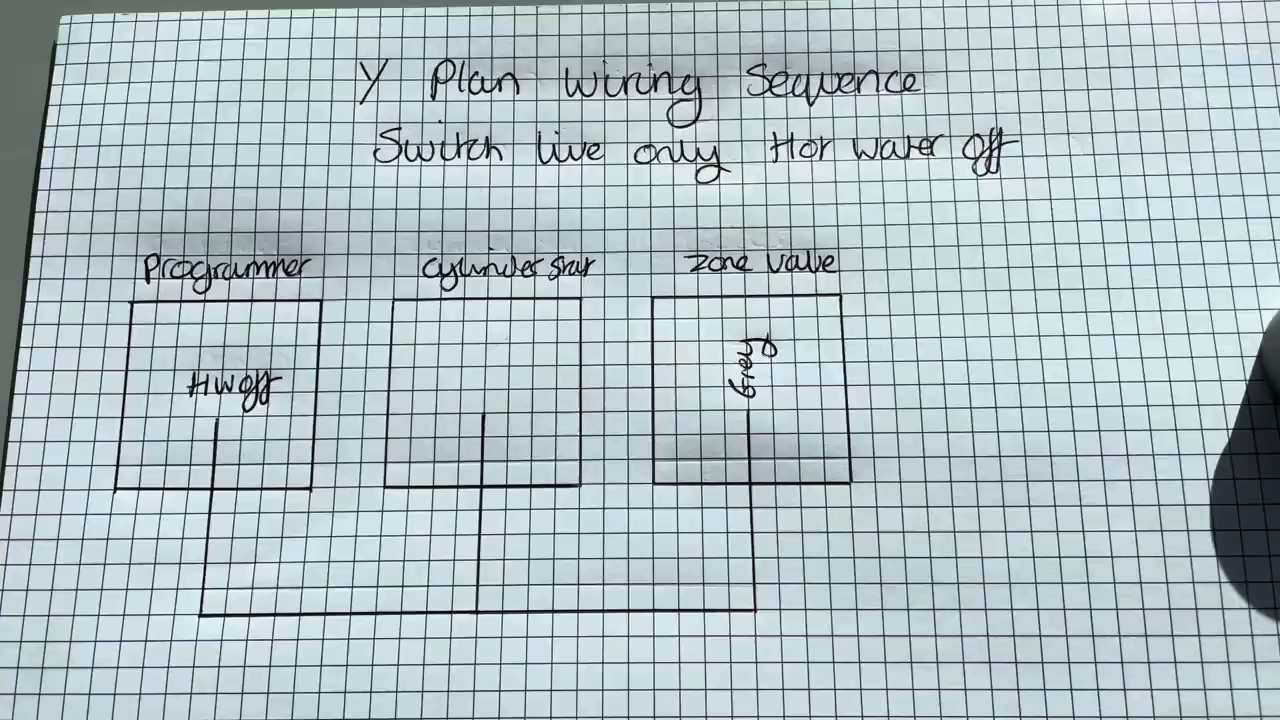 Y Plan wiring Sequence
Switch live only Hot water off
Programmer
cylinder stat
zone valve
HW off
Grey